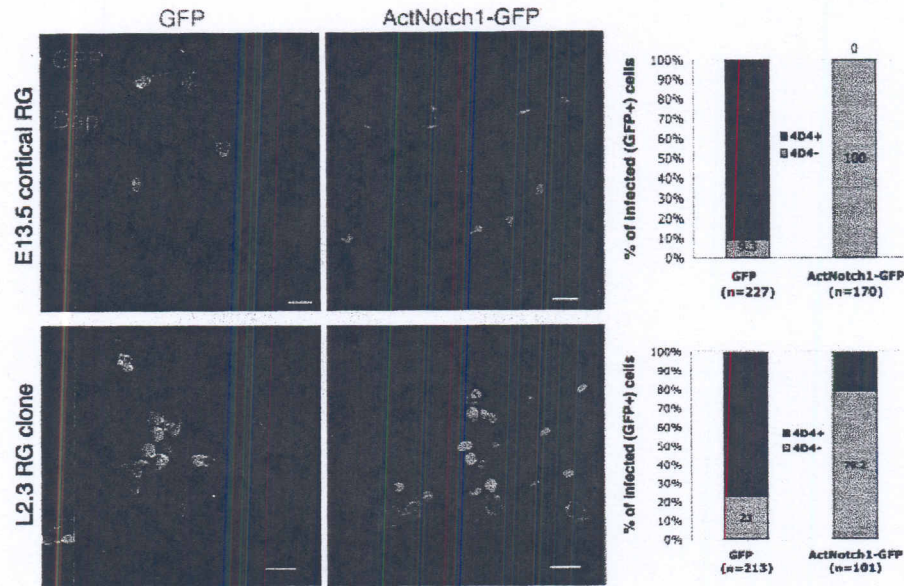 GFP
ActNotch1-GFP
E13.5 cortical RG
L2.3 RG clone
% of infected (GFP+) cells
100%
90%
80%
70%
60%
50%
40%
30%
20%
10%
0%
4D4+
4D4-
0
100
GFP
(n=227)
ActNotch1-GFP
(n=170)
% of infected (GFP+) cells
100%
90%
80%
70%
60%
50%
40%
30%
20%
10%
0%
4D4+
4D4-
23
79.2
GFP
(n=213)
ActNotch1-GFP
(n=101)